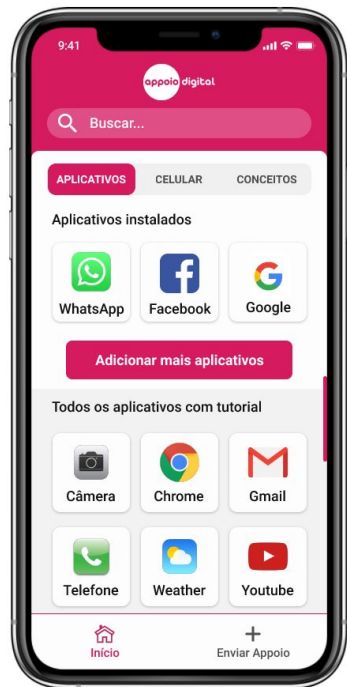 9:41
appoio digital
Buscar...
APLICATIVOS CELULAR CONCEITOS
Aplicativos instalados
WhatsApp Facebook Google
Adicionar mais aplicativos
Todos os aplicativos com tutorial
Câmera Chrome Gmail
Telefone Weather Youtube
Início Enviar Appoio